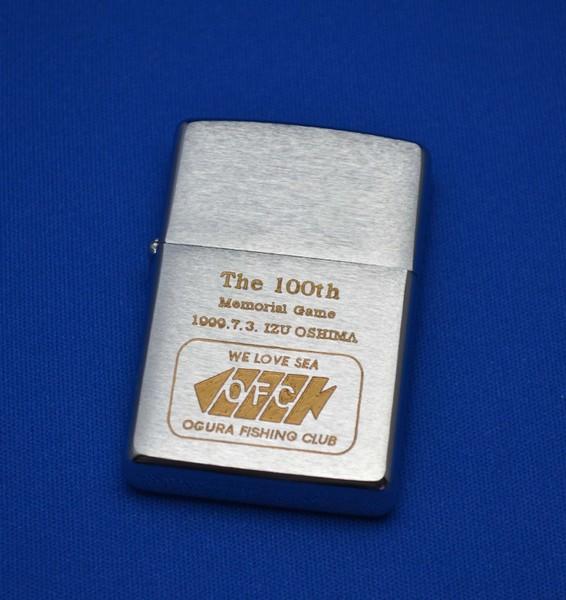 The 100th
Memorial Game
1999.7.3. IZU OSHIMA
WE LOVE SEA
OFC
OGURA FISHING CLUB